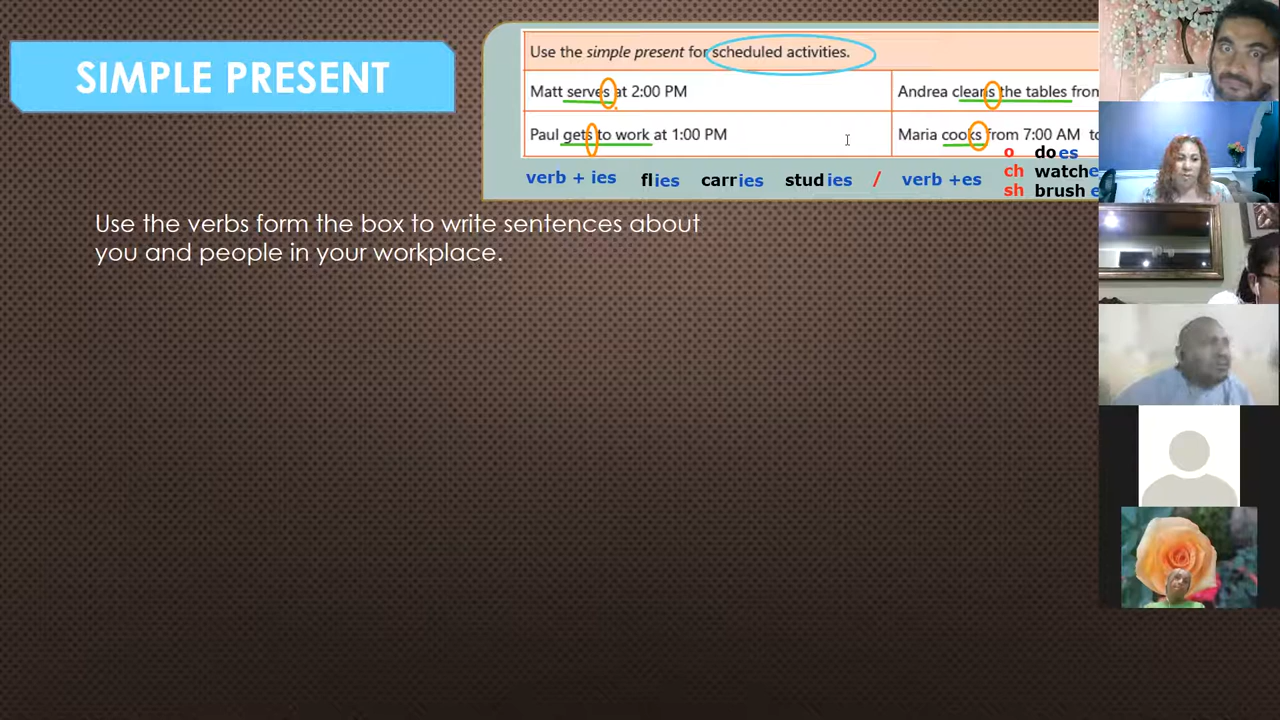 SIMPLE PRESENT
Use the simple present for scheduled activities.
Matt serves at 2:00 PM
Andrea cleans the tables from
Paul gets to work at 1:00 PM
Maria cooks from 7:00 AM to
verb + ies flies carries studies / verb +es
o does
ch watche
sh brush e
Use the verbs form the box to write sentences about
you and people in your workplace.